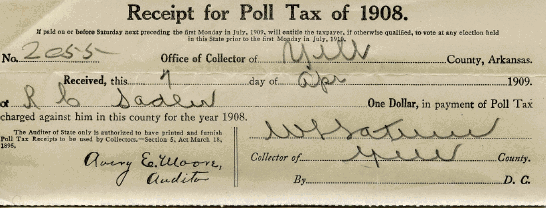 Receipt for Poll Tax of 1908.
If paid on or before Saturday next preceding the first Monday in July, 1909, will entitle the taxpayer, if otherwise qualified, to vote at any election held
in this State prior to the first Monday in July, 1910.
No. 2055 Office of Collector of Yell County, Arkansas.
Received, this 7 day of Apr 1909.
of R C Sadler One Dollar, in payment of Poll Tax
charged against him in this county for the year 1908.
The Auditor of State only is authorized to have printed and furnish
Poll Tax Receipts to be used by Collectors.—Section 5, Act March 18,
1895.
Avery E. Moore,
Auditor
Collector of Yell County.
By D. C.